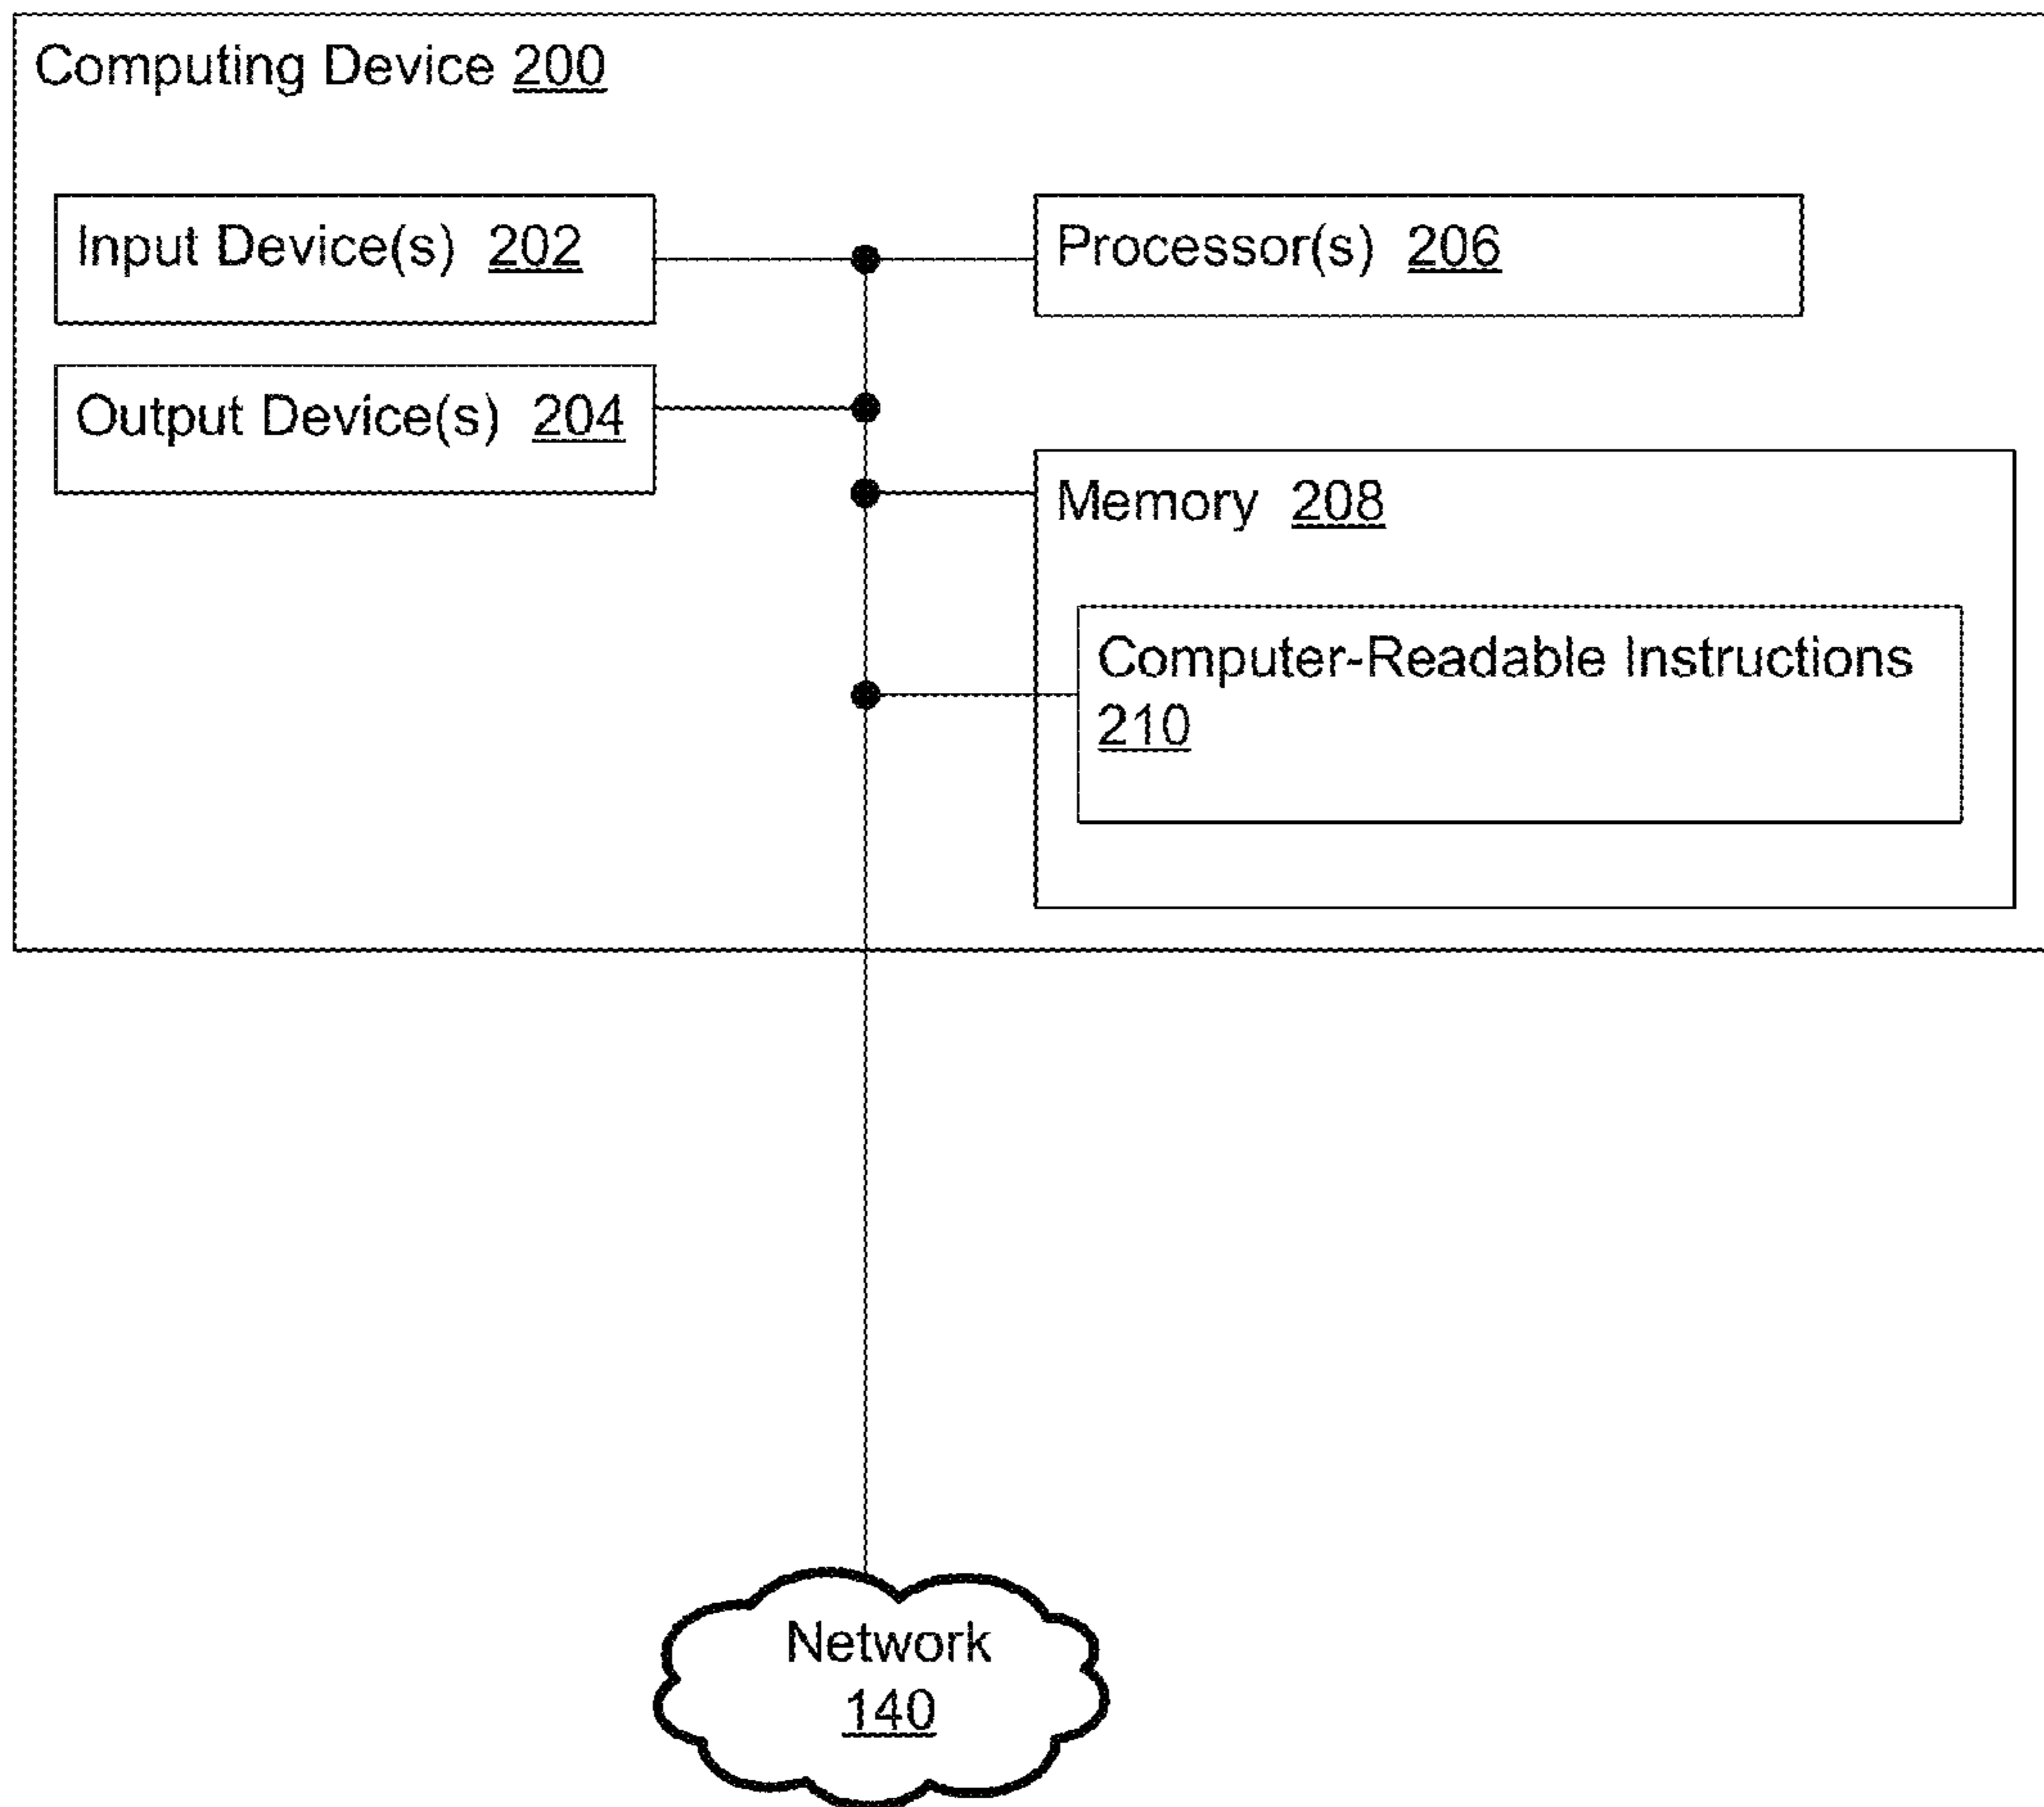 Computing Device 200
Input Device(s) 202
Processor(s) 206
Output Device(s) 204
Memory 208
Computer-Readable Instructions
210
Network
140